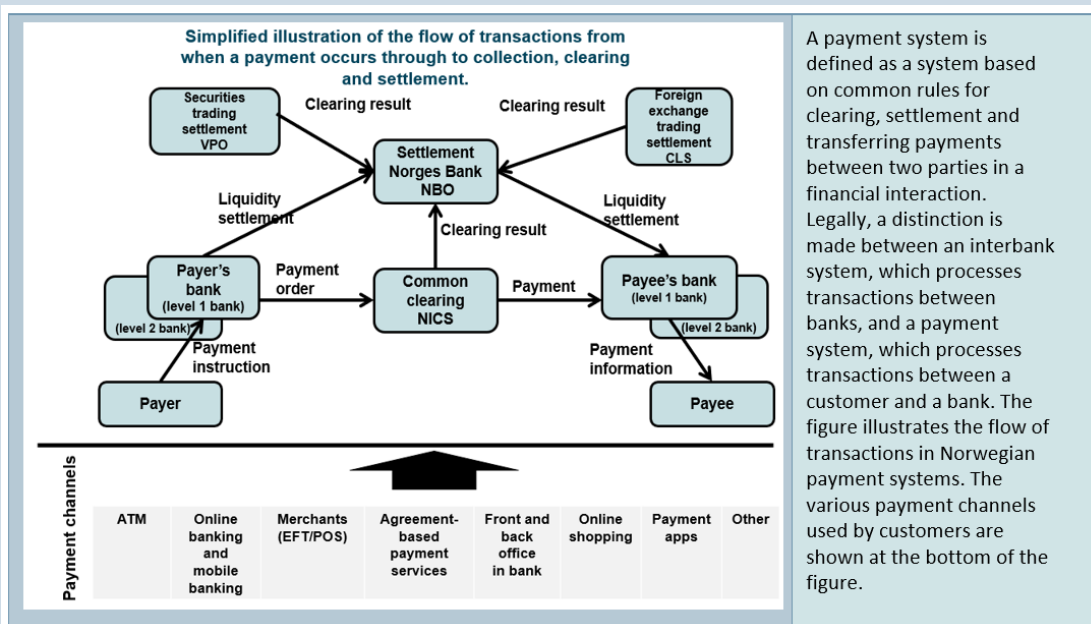 Simplified illustration of the flow of transactions from
when a payment occurs through to collection, clearing
and settlement.
Securities
trading
settlement
VPO
Clearing result
Clearing result
Foreign
exchange
trading
settlement
CLS
Settlement
Norges Bank
NBO
Liquidity
settlement
Liquidity
settlement
Clearing result
Payer's
bank
(level 1 bank)
(level 2 bank)
Payment
order
Common
clearing
NICS
Payment
Payee's bank
(level 1 bank)
(level 2 bank)
Payment
instruction
Payment
information
Payer
Payee
Payment channels
ATM
Online
banking
and
mobile
banking
Merchants
(EFT/POS)
Agreement-
based
payment
services
Front and
back
office
in bank
Online
shopping
Payment
apps
Other
A payment system is
defined as a system based
on common rules for
clearing, settlement and
transferring payments
between two parties in a
financial interaction.
Legally, a distinction is
made between an interbank
system, which processes
transactions between
banks, and a payment
system, which processes
transactions between a
customer and a bank. The
figure illustrates the flow of
transactions in Norwegian
payment systems. The
various payment channels
used by customers are
shown at the bottom of the
figure.